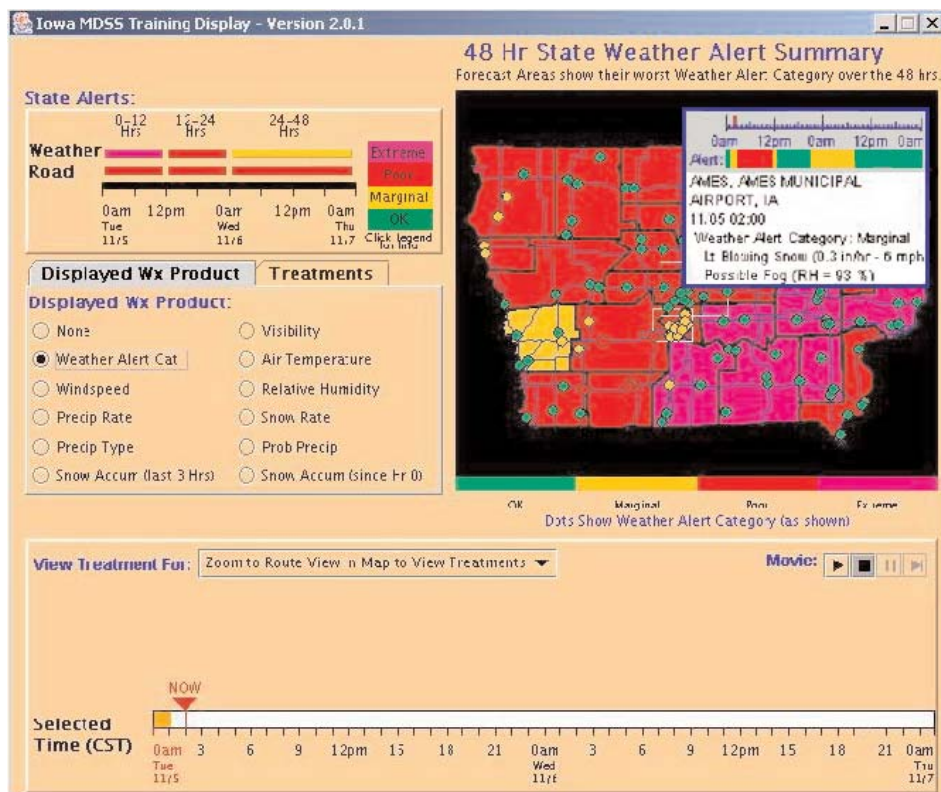 Iowa MDSS Training Display - Version 2.0.1
48 Hr State Weather Alert Summary
Forecast Areas show their worst Weather Alert Category over the 48 hrs.
State Alerts:
0-12 Hrs 12-24 Hrs 24-48 Hrs
Weather
Road
Extreme
Poor
Marginal
OK
Click legend for info
0am 12pm 0am 12pm 0am
Tue Wed Thu
11/5 11/6 11/7
0am 12pm 0am 12pm 0am
Alert:
AMES, AMES MUNICIPAL
AIRPORT, IA
11.05 02:00
Weather Alert Category: Marginal
Lt Blowing Snow (0.3 in/hr - 6 mph
Possible Fog (RH = 93 %)
Displayed Wx Product Treatments
Displayed Wx Product:
None Visibility
Weather Alert Cat Air Temperature
Windspeed Relative Humidity
Precip Rate Snow Rate
Precip Type Prob Precip
Snow Accum (last 3 Hrs) Snow Accum (since Hr 0)
OK Marginal Poor Extreme
Dots Show Weather Alert Category (as shown)
View Treatment For: Zoom to Route View in Map to View Treatments
Movie:
NOW
Selected
Time (CST)
0am 3 6 9 12pm 15 18 21 0am 3 6 9 12pm 15 18 21 0am
Tue Wed Thu
11/5 11/6 11/7